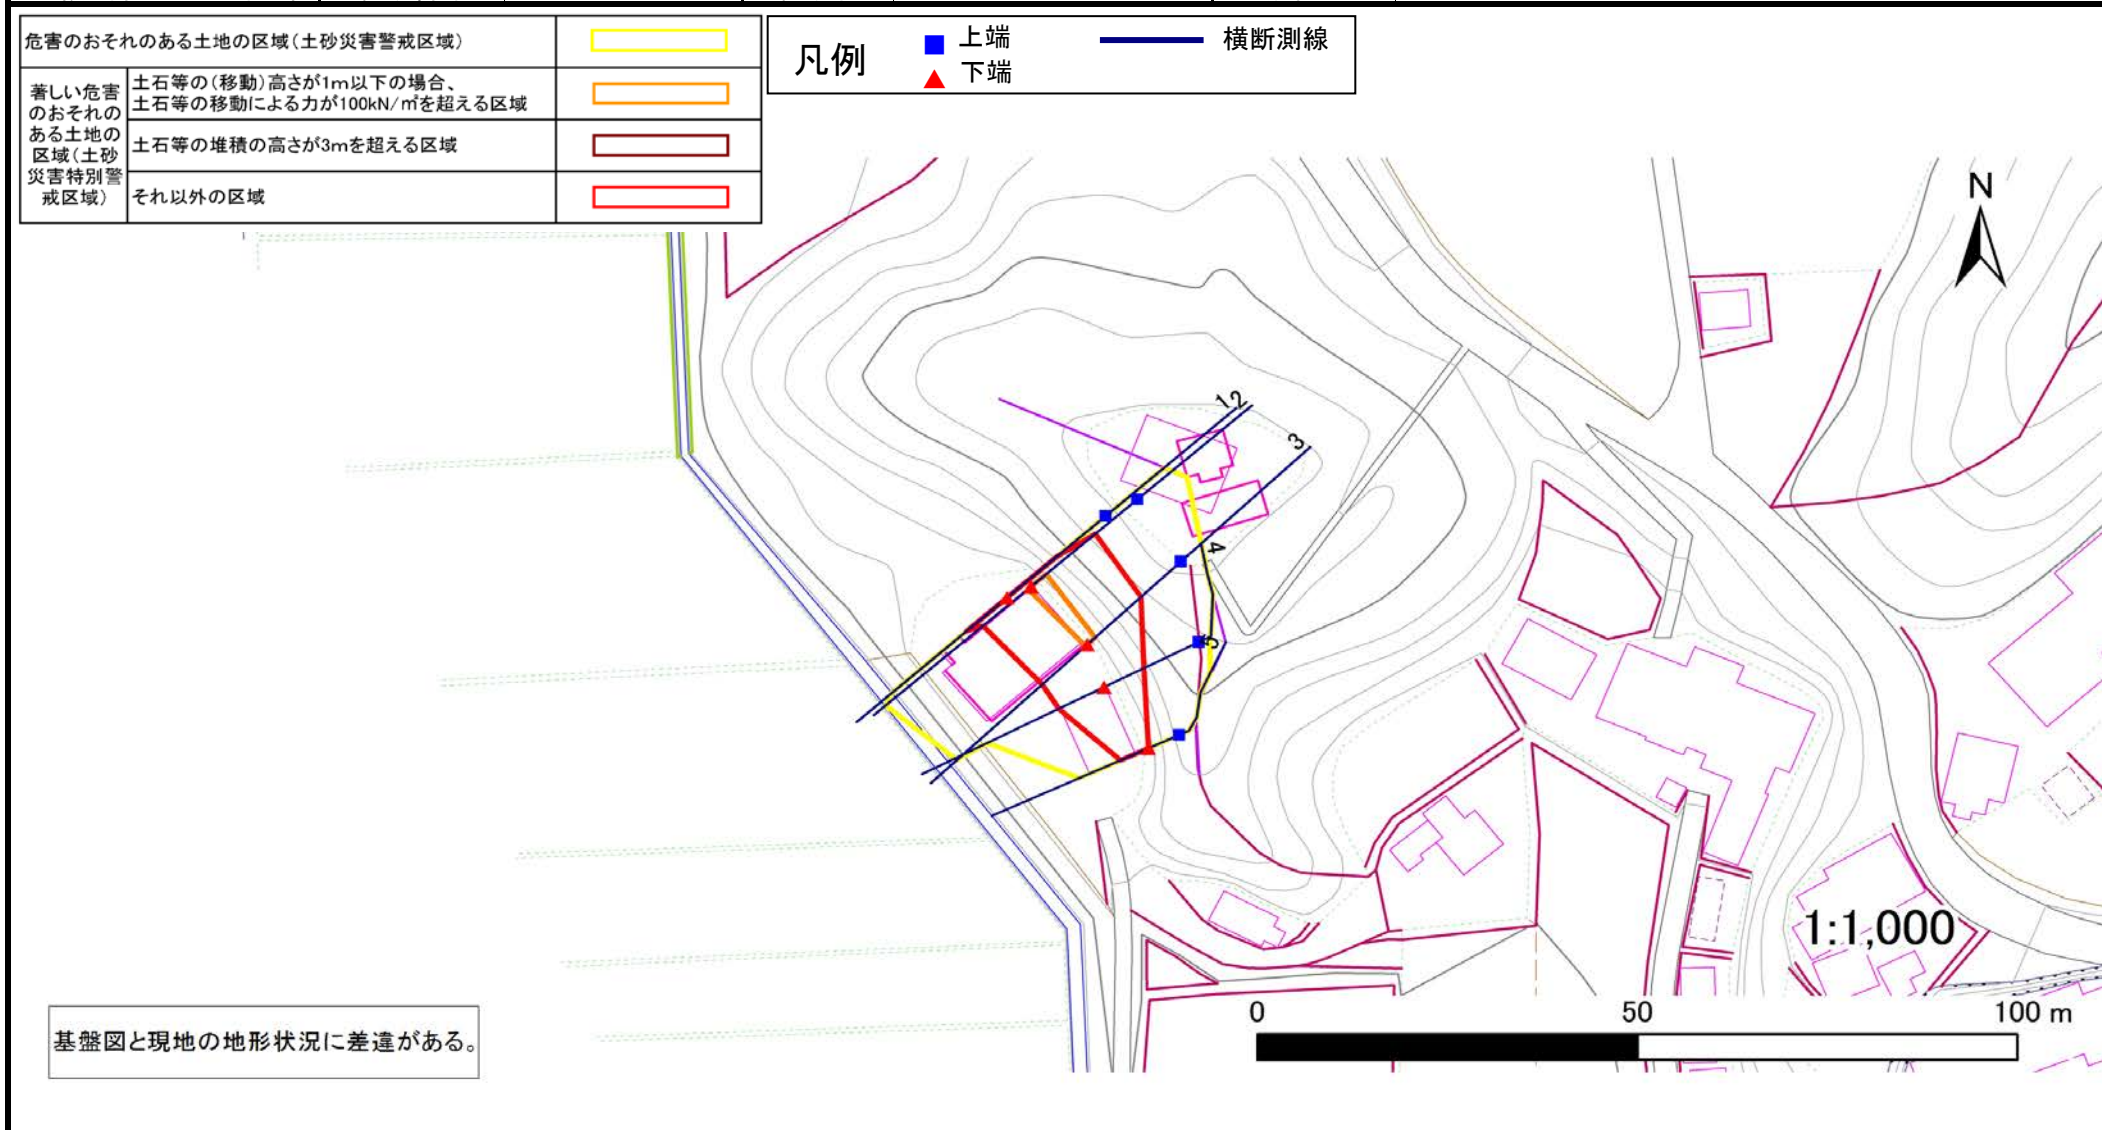 危害のおそれのある土地の区域(土砂災害警戒区域)
著しい危害
のおそれの
ある土地の
区域(土砂
災害特別警
戒区域)
土石等の(移動)高さが1m以下の場合、
土石等の移動による力が100kN/㎡を超える区域
土石等の堆積の高さが3mを超える区域
それ以外の区域
凡例
上端
下端
横断測線
N
1
2
3
4
5
1:1,000
0 50 100 m
基盤図と現地の地形状況に差違がある。